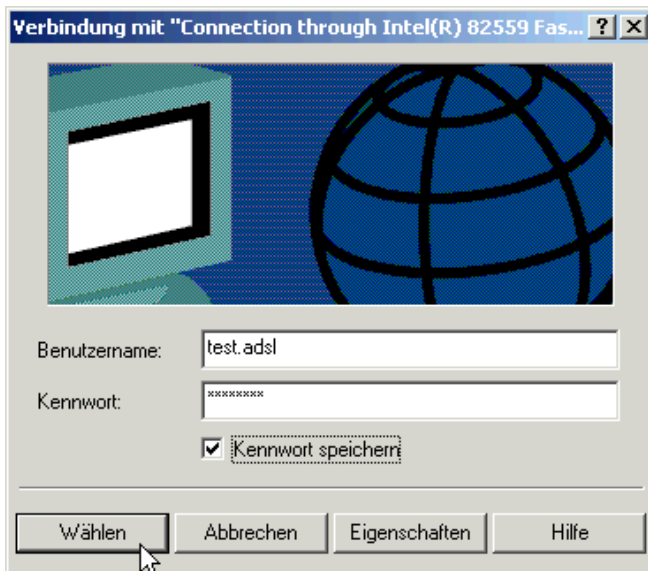 Verbindung mit "Connection through Intel(R) 82559 Fas...
Benutzername: test.adsl
Kennwort: ********
Kennwort speichern
Wählen Abbrechen Eigenschaften Hilfe